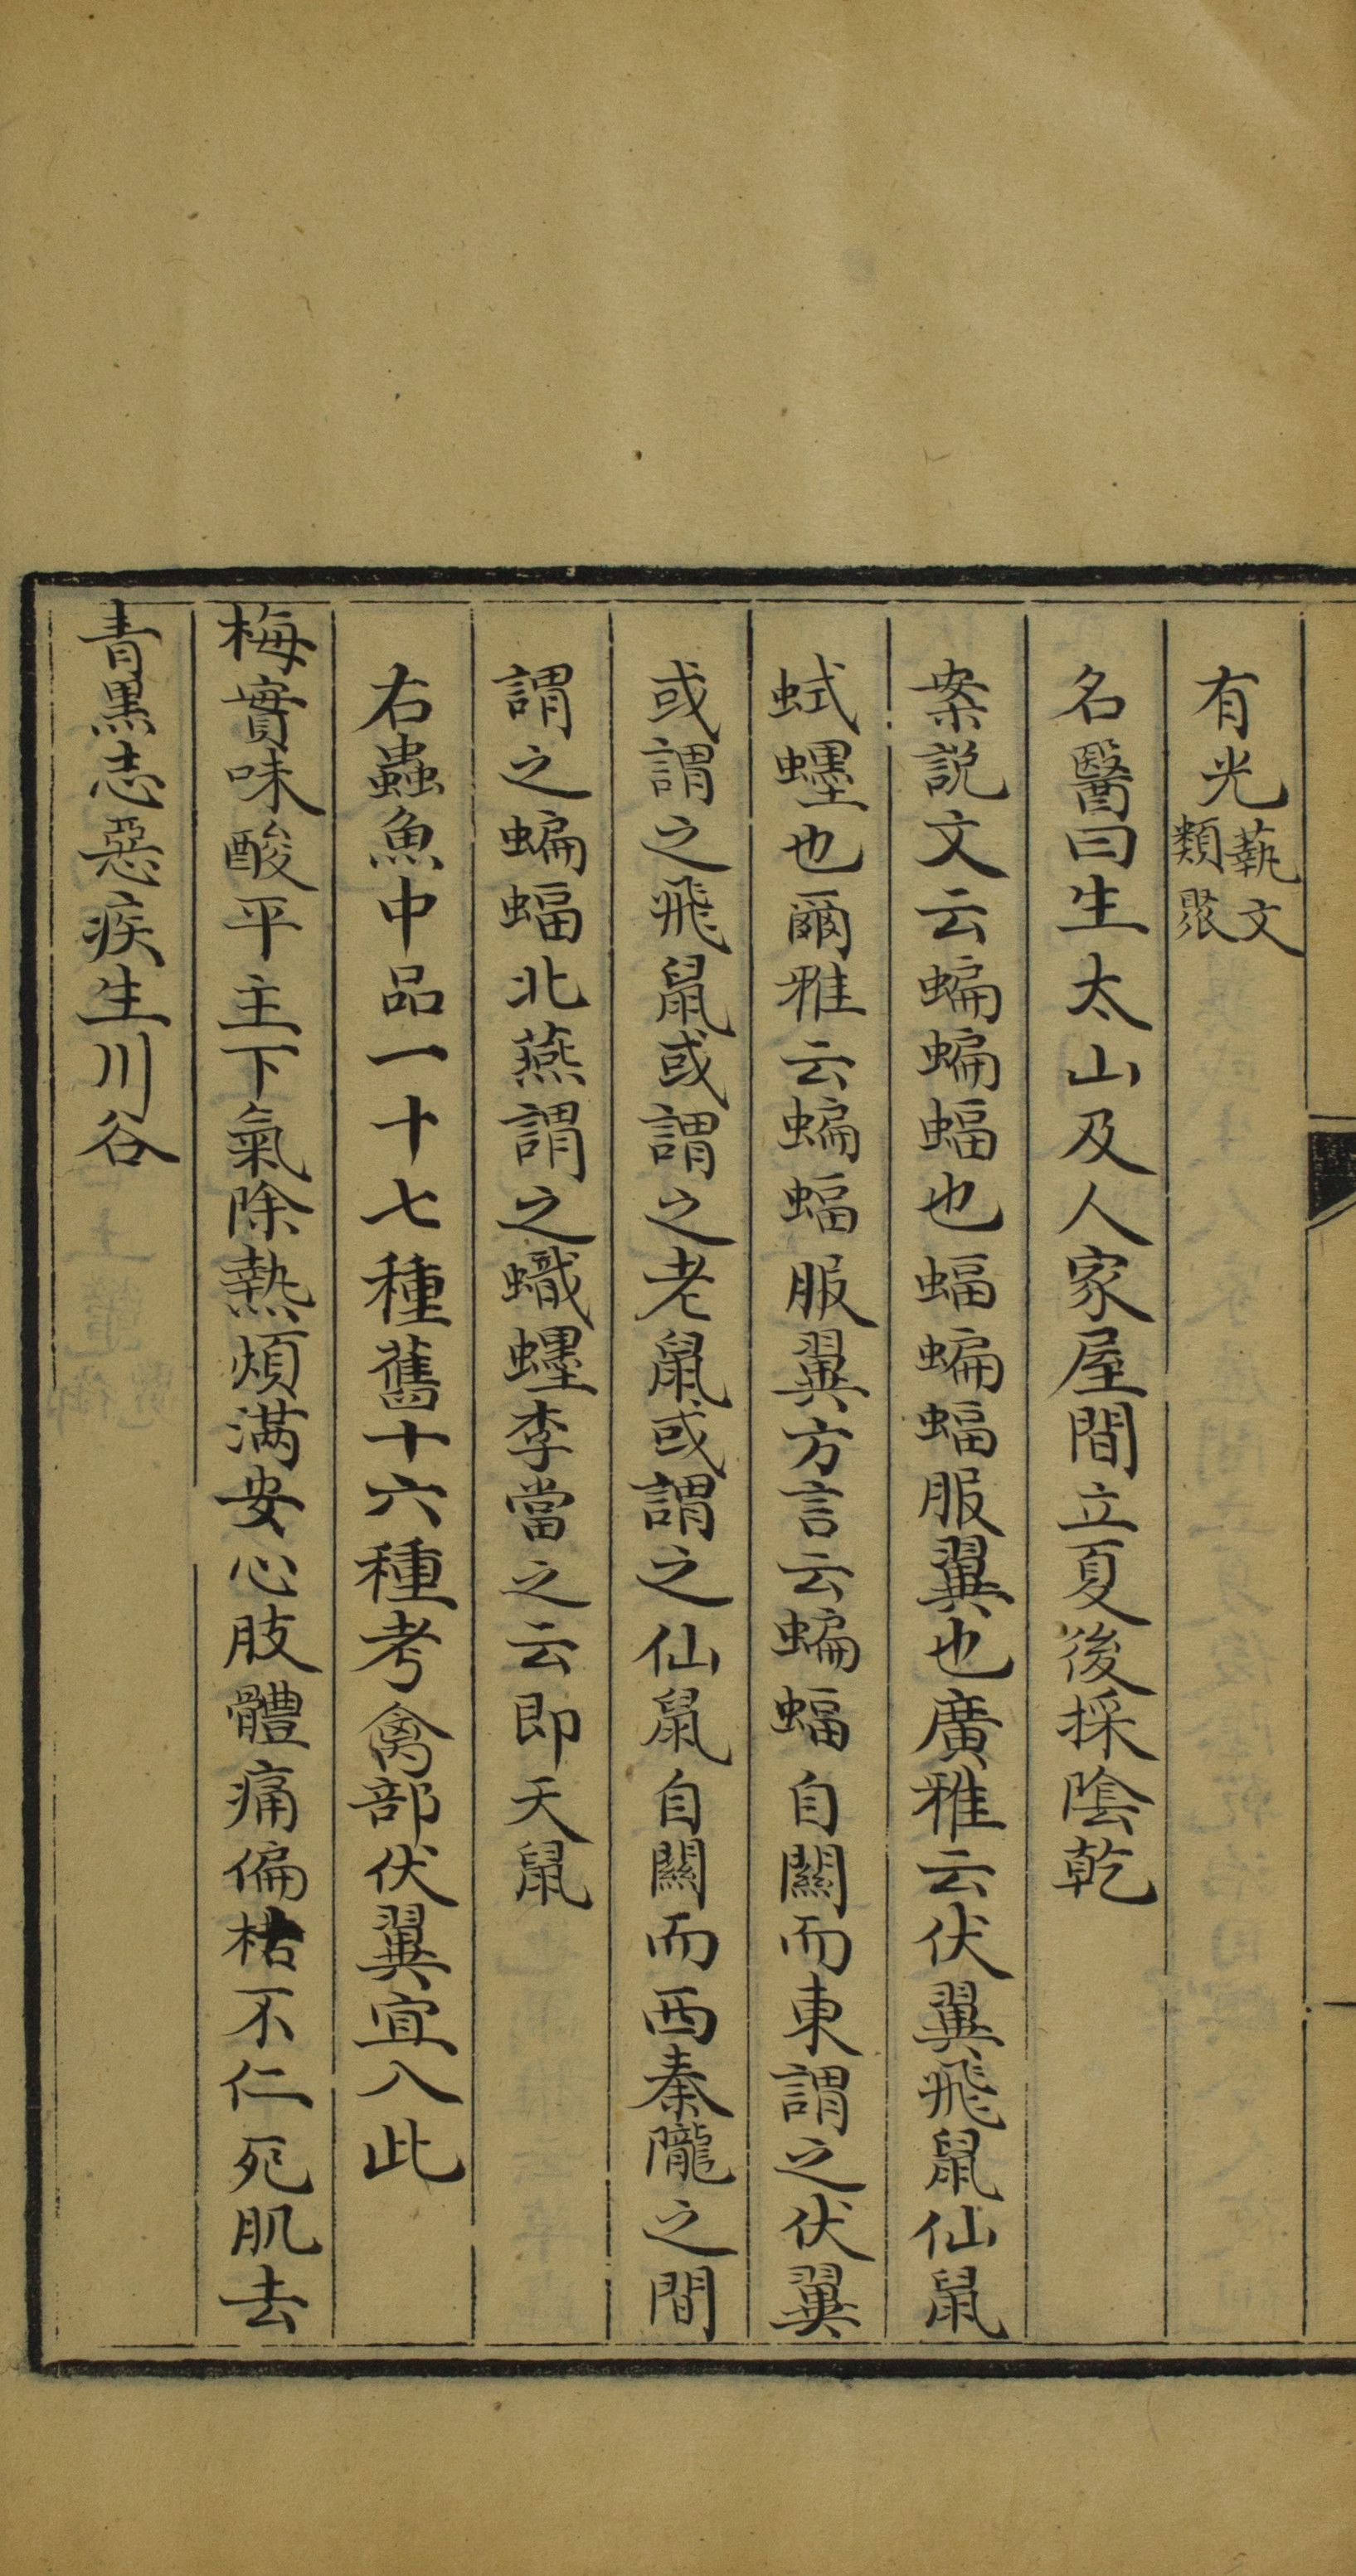 有光藝文類聚
名醫曰生太山及人家屋間立夏後採陰乾
案說文云蝙蝙蝠也蝠蝙蝠服翼也廣雅云伏翼飛鼠仙鼠
蚮蟔也爾雅云蝙蝠服翼方言云蝙蝠自關而東謂之伏翼
或謂之飛鼠或謂之老鼠或謂之仙鼠自關而西秦隴之間
謂之蝙蝠北燕謂之蟙蟔李當之云即天鼠
右蟲魚中品一十七種舊十六種考禽部伏翼宜入此
梅實味酸平主下氣除熱煩滿安心肢體痛偏枯不仁死肌去
青黑志惡疾生川谷